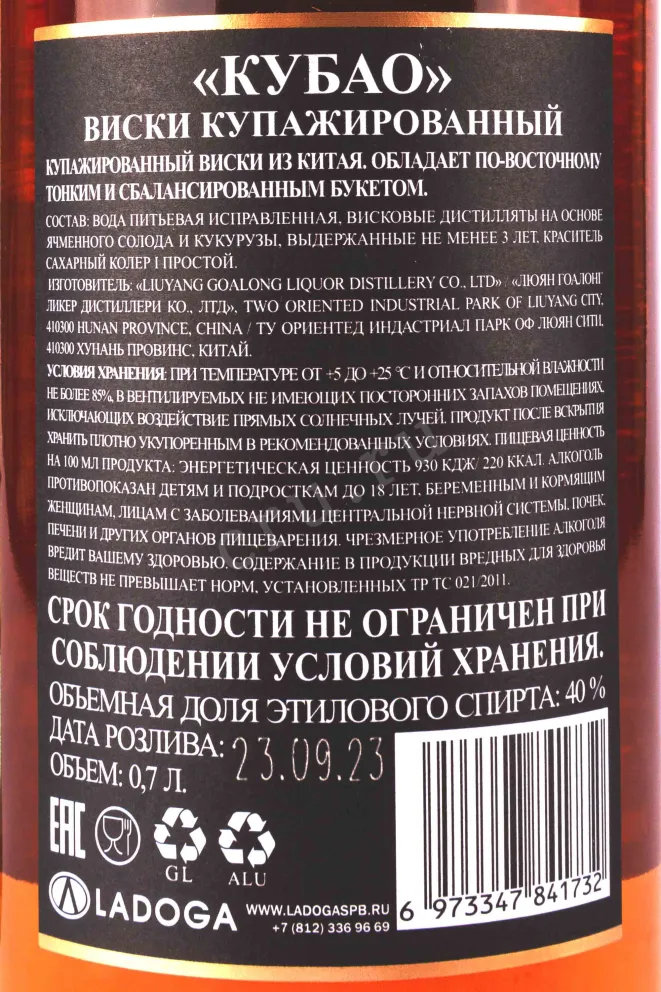 «КУБАО»
ВИСКИ КУПАЖИРОВАННЫЙ
КУПАЖИРОВАННЫЙ ВИСКИ ИЗ КИТАЯ. ОБЛАДАЕТ ПО-ВОСТОЧНОМУ
ТОНКИМ И СБАЛАНСИРОВАННЫМ БУКЕТОМ.
СОСТАВ: ВОДА ПИТЬЕВАЯ ИСПРАВЛЕННАЯ, ВИСКОВЫЕ ДИСТИЛЛЯТЫ НА ОСНОВЕ
ЯЧМЕННОГО СОЛОДА И КУКУРУЗЫ, ВЫДЕРЖАННЫЕ НЕ МЕНЕЕ 3 ЛЕТ, КРАСИТЕЛЬ
САХАРНЫЙ КОЛЕР I ПРОСТОЙ.
ИЗГОТОВИТЕЛЬ: «LIUYANG GOALONG LIQUOR DISTILLERY CO., LTD» / «ЛЮЯН ГОАЛОНГ
ЛИКЕР ДИСТИЛЛЕРИ КО., ЛТД», TWO ORIENTED INDUSTRIAL PARK OF LIUYANG CITY,
410300 HUNAN PROVINCE, CHINA / ТУ ОРИЕНТЕД ИНДАСТРИАЛ ПАРК ОФ ЛЮЯН СИТИ,
410300 ХУНАНЬ ПРОВИНС, КИТАЙ.
УСЛОВИЯ ХРАНЕНИЯ: ПРИ ТЕМПЕРАТУРЕ ОТ +5 ДО +25 °С И ОТНОСИТЕЛЬНОЙ ВЛАЖНОСТИ
НЕ БОЛЕЕ 85%, В ВЕНТИЛИРУЕМЫХ НЕ ИМЕЮЩИХ ПОСТОРОННИХ ЗАПАХОВ ПОМЕЩЕНИЯХ,
ИСКЛЮЧАЮЩИХ ВОЗДЕЙСТВИЕ ПРЯМЫХ СОЛНЕЧНЫХ ЛУЧЕЙ. ПРОДУКТ ПОСЛЕ ВСКРЫТИЯ
ХРАНИТЬ ПЛОТНО УКУПОРЕННЫМ В РЕКОМЕНДОВАННЫХ УСЛОВИЯХ. ПИЩЕВАЯ ЦЕННОСТЬ
НА 100 МЛ ПРОДУКТА: ЭНЕРГЕТИЧЕСКАЯ ЦЕННОСТЬ 930 КДЖ/ 220 ККАЛ. АЛКОГОЛЬ
ПРОТИВОПОКАЗАН ДЕТЯМ И ПОДРОСТКАМ ДО 18 ЛЕТ, БЕРЕМЕННЫМ И КОРМЯЩИМ
ЖЕНЩИНАМ, ЛИЦАМ С ЗАБОЛЕВАНИЯМИ ЦЕНТРАЛЬНОЙ НЕРВНОЙ СИСТЕМЫ, ПОЧЕК,
ПЕЧЕНИ И ДРУГИХ ОРГАНОВ ПИЩЕВАРЕНИЯ. ЧРЕЗМЕРНОЕ УПОТРЕБЛЕНИЕ АЛКОГОЛЯ
ВРЕДИТ ВАШЕМУ ЗДОРОВЬЮ. СОДЕРЖАНИЕ В ПРОДУКЦИИ ВРЕДНЫХ ДЛЯ ЗДОРОВЬЯ
ВЕЩЕСТВ НЕ ПРЕВЫШАЕТ НОРМ, УСТАНОВЛЕННЫХ ТР ТС 021/2011.
СРОК ГОДНОСТИ НЕ ОГРАНИЧЕН ПРИ
СОБЛЮДЕНИИ УСЛОВИЙ ХРАНЕНИЯ.
ОБЪЕМНАЯ ДОЛЯ ЭТИЛОВОГО СПИРТА: 40 %
ДАТА РОЗЛИВА: 23.09.23
ОБЪЕМ: 0,7 Л.
EAC GL ALU
LADOGA
WWW.LADOGASPB.RU
+7 (812) 336 96 69
6 973347 841732
cru.ru